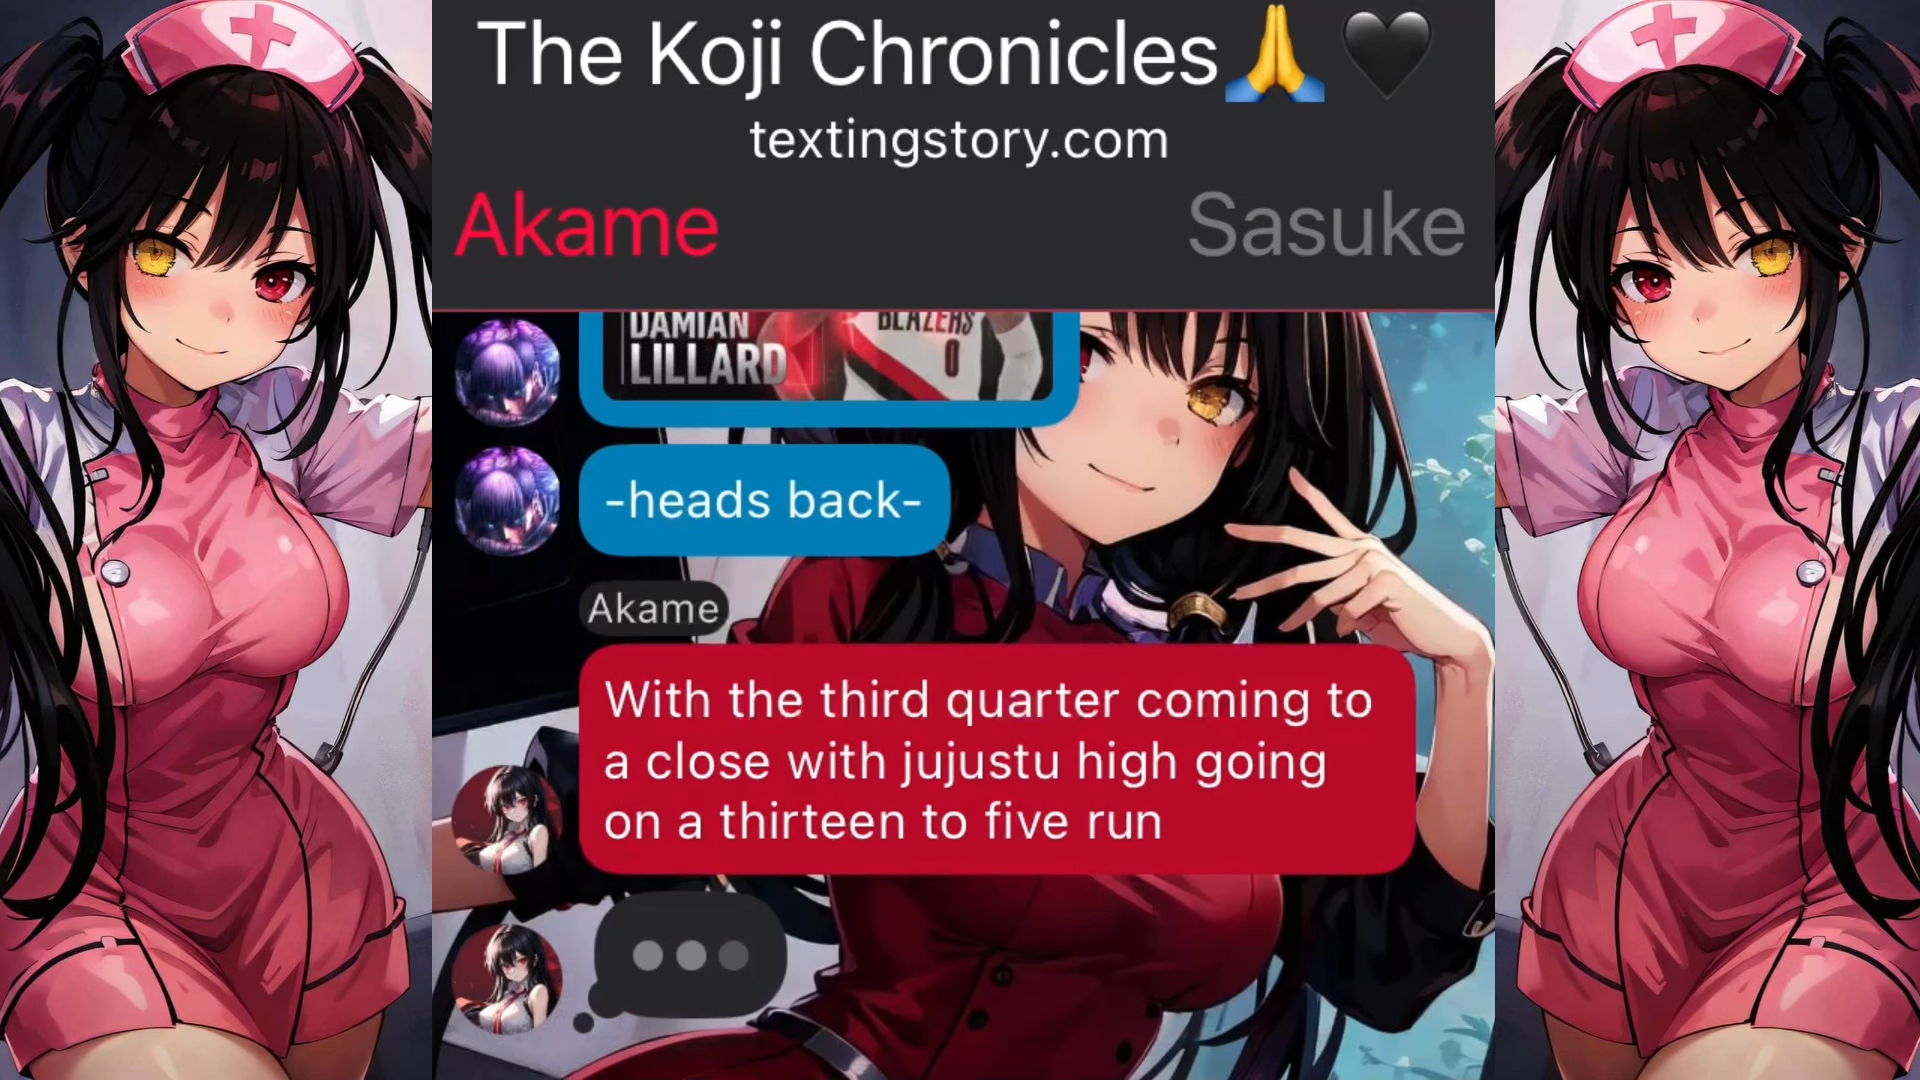 The Koji Chronicles🙏🖤
textingstory.com
Akame
Sasuke
DAMIAN
LILLARD
BLAZERS
0
-heads back-
Akame
With the third quarter coming to
a close with jujustu high going
on a thirteen to five run